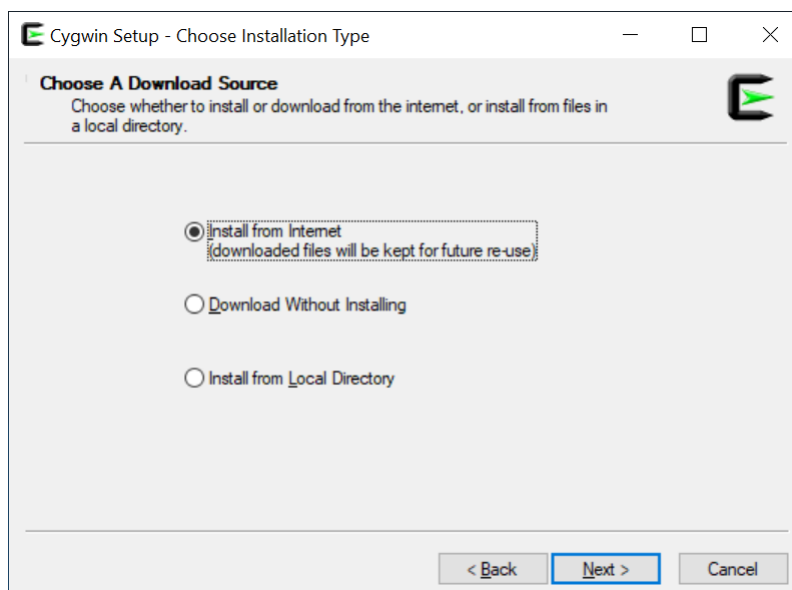 Cygwin Setup - Choose Installation Type
Choose A Download Source
Choose whether to install or download from the internet, or install from files in
a local directory.
Install from Internet
(downloaded files will be kept for future re-use)
Download Without Installing
Install from Local Directory
< Back
Next >
Cancel